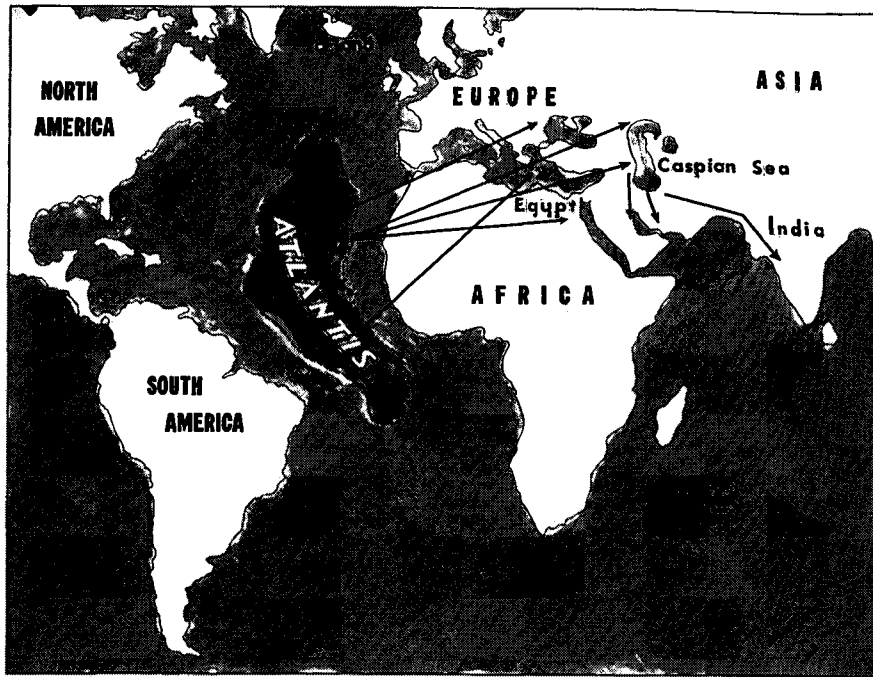 NORTH
AMERICA
EUROPE
ASIA
Caspian Sea
Egypt
India
ATLANTIS
AFRICA
SOUTH
AMERICA